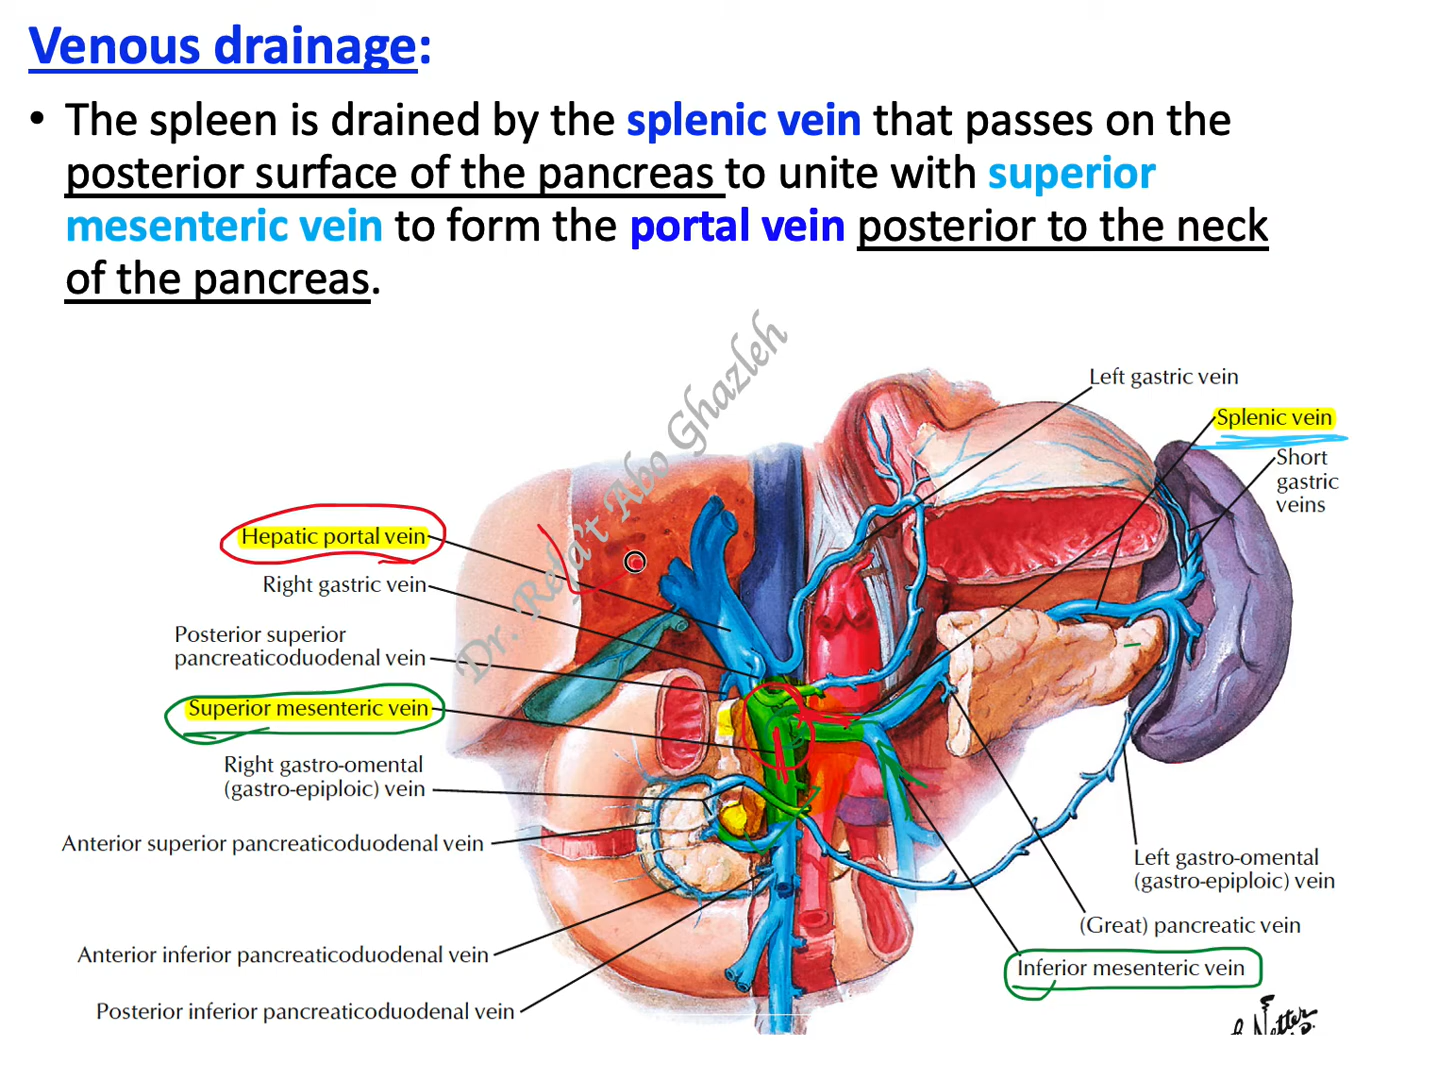 Venous drainage:
• The spleen is drained by the splenic vein that passes on the
posterior surface of the pancreas to unite with superior
mesenteric vein to form the portal vein posterior to the neck
of the pancreas.
Dr. Refa't Abo Ghazleh
Left gastric vein
Splenic vein
Short
gastric
veins
Hepatic portal vein
Right gastric vein
Posterior superior
pancreaticoduodenal vein
Superior mesenteric vein
Right gastro-omental
(gastro-epiploic) vein
Anterior superior pancreaticoduodenal vein
Anterior inferior pancreaticoduodenal vein
Posterior inferior pancreaticoduodenal vein
Left gastro-omental
(gastro-epiploic) vein
(Great) pancreatic vein
Inferior mesenteric vein
Netter